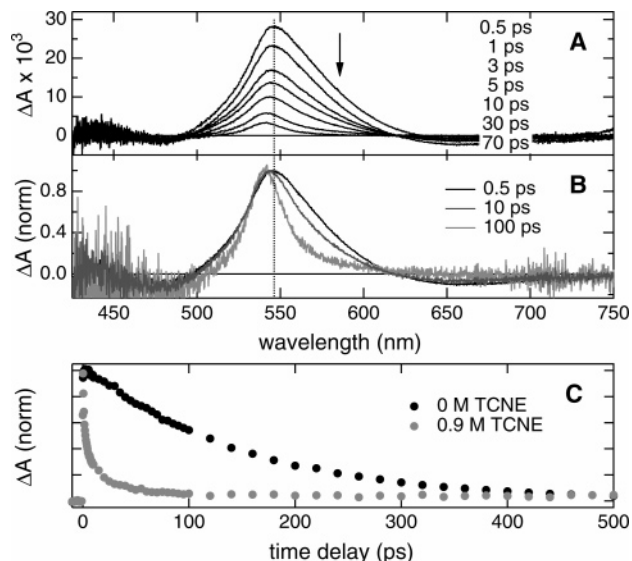 30
20
10
0
ΔA x 10³
0.5 ps
1 ps
3 ps
5 ps
10 ps
30 ps
70 ps
A
0.8
0.4
0.0
ΔA (norm)
B
0.5 ps
10 ps
100 ps
450
500
550
600
650
700
750
wavelength (nm)
ΔA (norm)
C
0 M TCNE
0.9 M TCNE
0
100
200
300
400
500
time delay (ps)